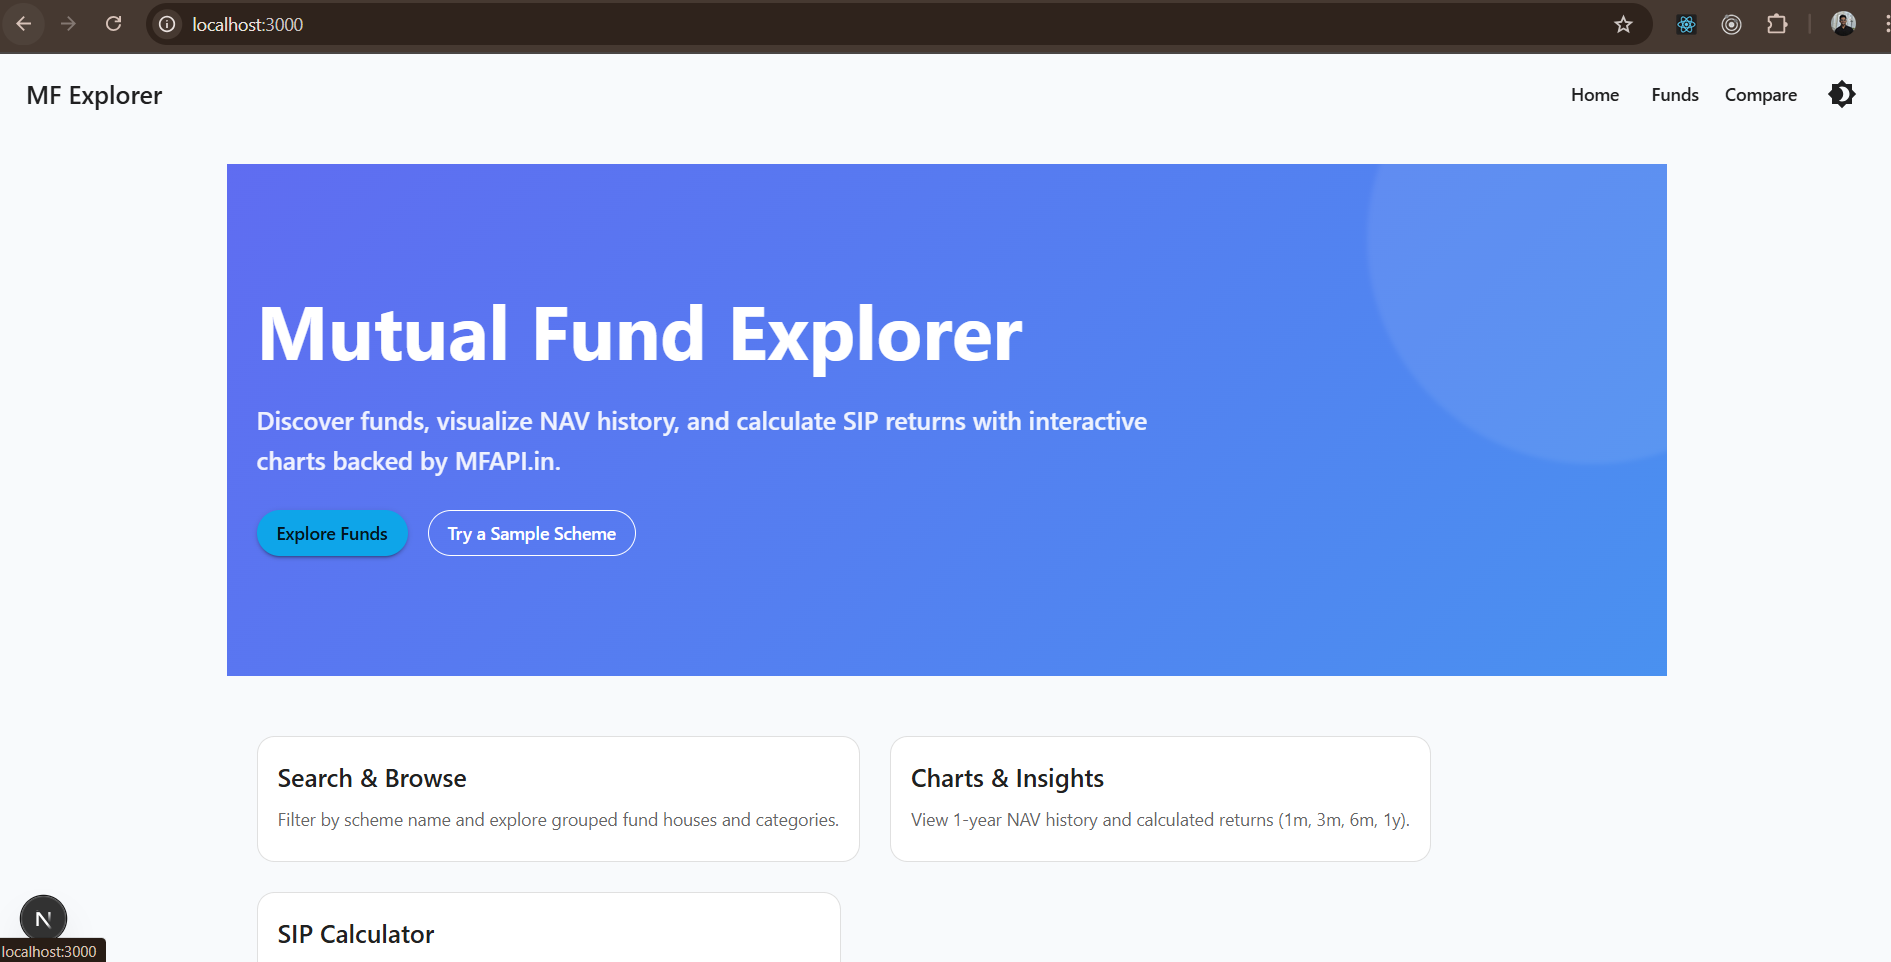 localhost:3000
MF Explorer
Home Funds Compare
Mutual Fund Explorer
Discover funds, visualize NAV history, and calculate SIP returns with interactive
charts backed by MFAPI.in.
Explore Funds Try a Sample Scheme
Search & Browse
Filter by scheme name and explore grouped fund houses and categories.
Charts & Insights
View 1-year NAV history and calculated returns (1m, 3m, 6m, 1y).
SIP Calculator
N
localhost:3000